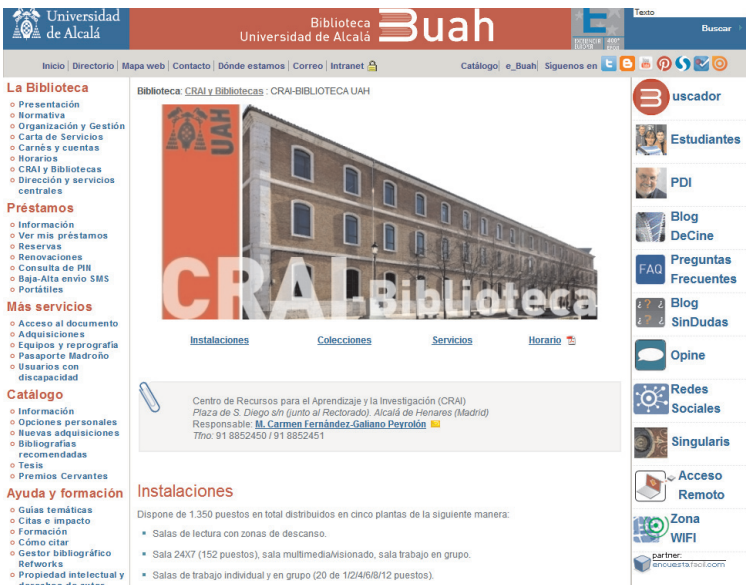 Universidad
de Alcalá
Biblioteca
Universidad de Alcalá
Buah
Texto
Buscar
Inicio | Directorio | Mapa web | Contacto | Dónde estamos | Correo | Intranet
Catálogo | e_Buah | Síguenos en
La Biblioteca
Presentación
Normativa
Organización y Gestión
Carta de Servicios
Carnés y cuentas
Horarios
CRAI y Bibliotecas
Dirección y servicios
centrales
Préstamos
Información
Ver mis préstamos
Reservas
Renovaciones
Consulta de PIN
Baja-Alta envío SMS
Portátiles
Más servicios
Acceso al documento
Adquisiciones
Equipos y reprografía
Pasaporte Madroño
Usuarios con
discapacidad
Catálogo
Información
Opciones personales
Nuevas adquisiciones
Bibliografías
recomendadas
Tesis
Premios Cervantes
Ayuda y formación
Guías temáticas
Citas e impacto
Formación
Cómo citar
Gestor bibliográfico
Refworks
Propiedad intelectual y
derechos de autor
Biblioteca: CRAI y Bibliotecas : CRAI-BIBLIOTECA UAH
UAH
CRAI-Biblioteca
Instalaciones
Colecciones
Servicios
Horario
Centro de Recursos para el Aprendizaje y la Investigación (CRAI)
Plaza de S. Diego s/n (junto al Rectorado). Alcalá de Henares (Madrid)
Responsable: M. Carmen Fernández-Galiano Peyrolón
Tfno: 91 8852450 / 91 8852451
Instalaciones
Dispone de 1.350 puestos en total distribuidos en cinco plantas de la siguiente manera:
Salas de lectura con zonas de descanso.
Sala 24X7 (152 puestos), sala multimedia/visionado, sala trabajo en grupo.
Salas de trabajo individual y en grupo (20 de 1/2/4/6/8/12 puestos).
Buscador
Estudiantes
PDI
Blog
DeCine
FAQ
Preguntas
Frecuentes
Blog
SinDudas
Opine
Redes
Sociales
Singularis
Acceso
Remoto
Zona
WIFI
partner:
encuestafacil.com